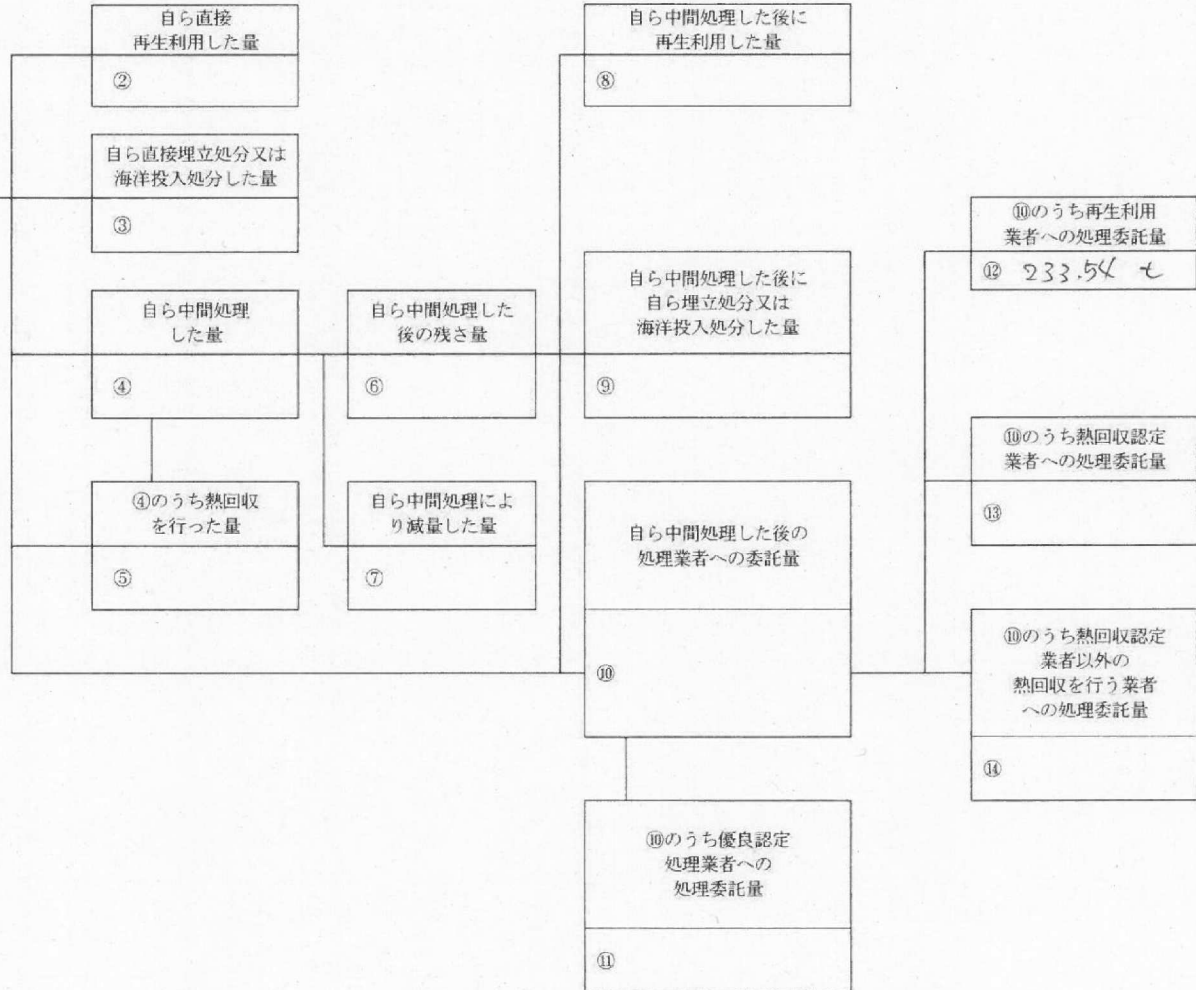 自ら直接
再生利用した量
②
自ら直接埋立処分又は
海洋投入処分した量
③
自ら中間処理
した量
④
④のうち熱回収
を行った量
⑤
自ら中間処理した
後の残さ量
⑥
自ら中間処理によ
り減量した量
⑦
自ら中間処理した後に
再生利用した量
⑧
自ら中間処理した後に
自ら埋立処分又は
海洋投入処分した量
⑨
自ら中間処理した後の
処理業者への委託量
⑩
⑩のうち優良認定
処理業者への
処理委託量
⑪
⑩のうち再生利用
業者への処理委託量
⑫ 233.54 t
⑩のうち熱回収認定
業者への処理委託量
⑬
⑩のうち熱回収認定
業者以外の
熱回収を行う業者
への処理委託量
⑭